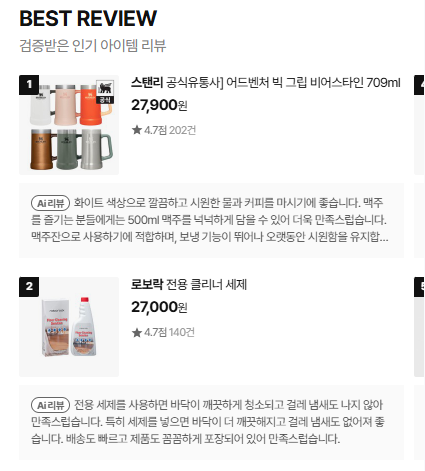 BEST REVIEW
검증받은 인기 아이템 리뷰
1
공식
스탠리 공식유통사] 어드벤처 빅 그립 비어스타인 709ml
27,900원
★ 4.7점 202건
Ai 리뷰 화이트 색상으로 깔끔하고 시원한 물과 커피를 마시기에 좋습니다. 맥주
를 즐기는 분들에게는 500ml 맥주를 넉넉하게 담을 수 있어 더욱 만족스럽습니다.
맥주잔으로 사용하기에 적합하며, 보냉 기능이 뛰어나 오랫동안 시원함을 유지합...
2
로보락 전용 클리너 세제
27,000원
★ 4.7점 140건
Ai 리뷰 전용 세제를 사용하면 바닥이 깨끗하게 청소되고 걸레 냄새도 나지 않아
만족스럽습니다. 특히 세제를 넣으면 바닥이 더 깨끗해지고 걸레 냄새도 없어져 좋
습니다. 배송도 빠르고 제품도 꼼꼼하게 포장되어 있어 만족스럽습니다.